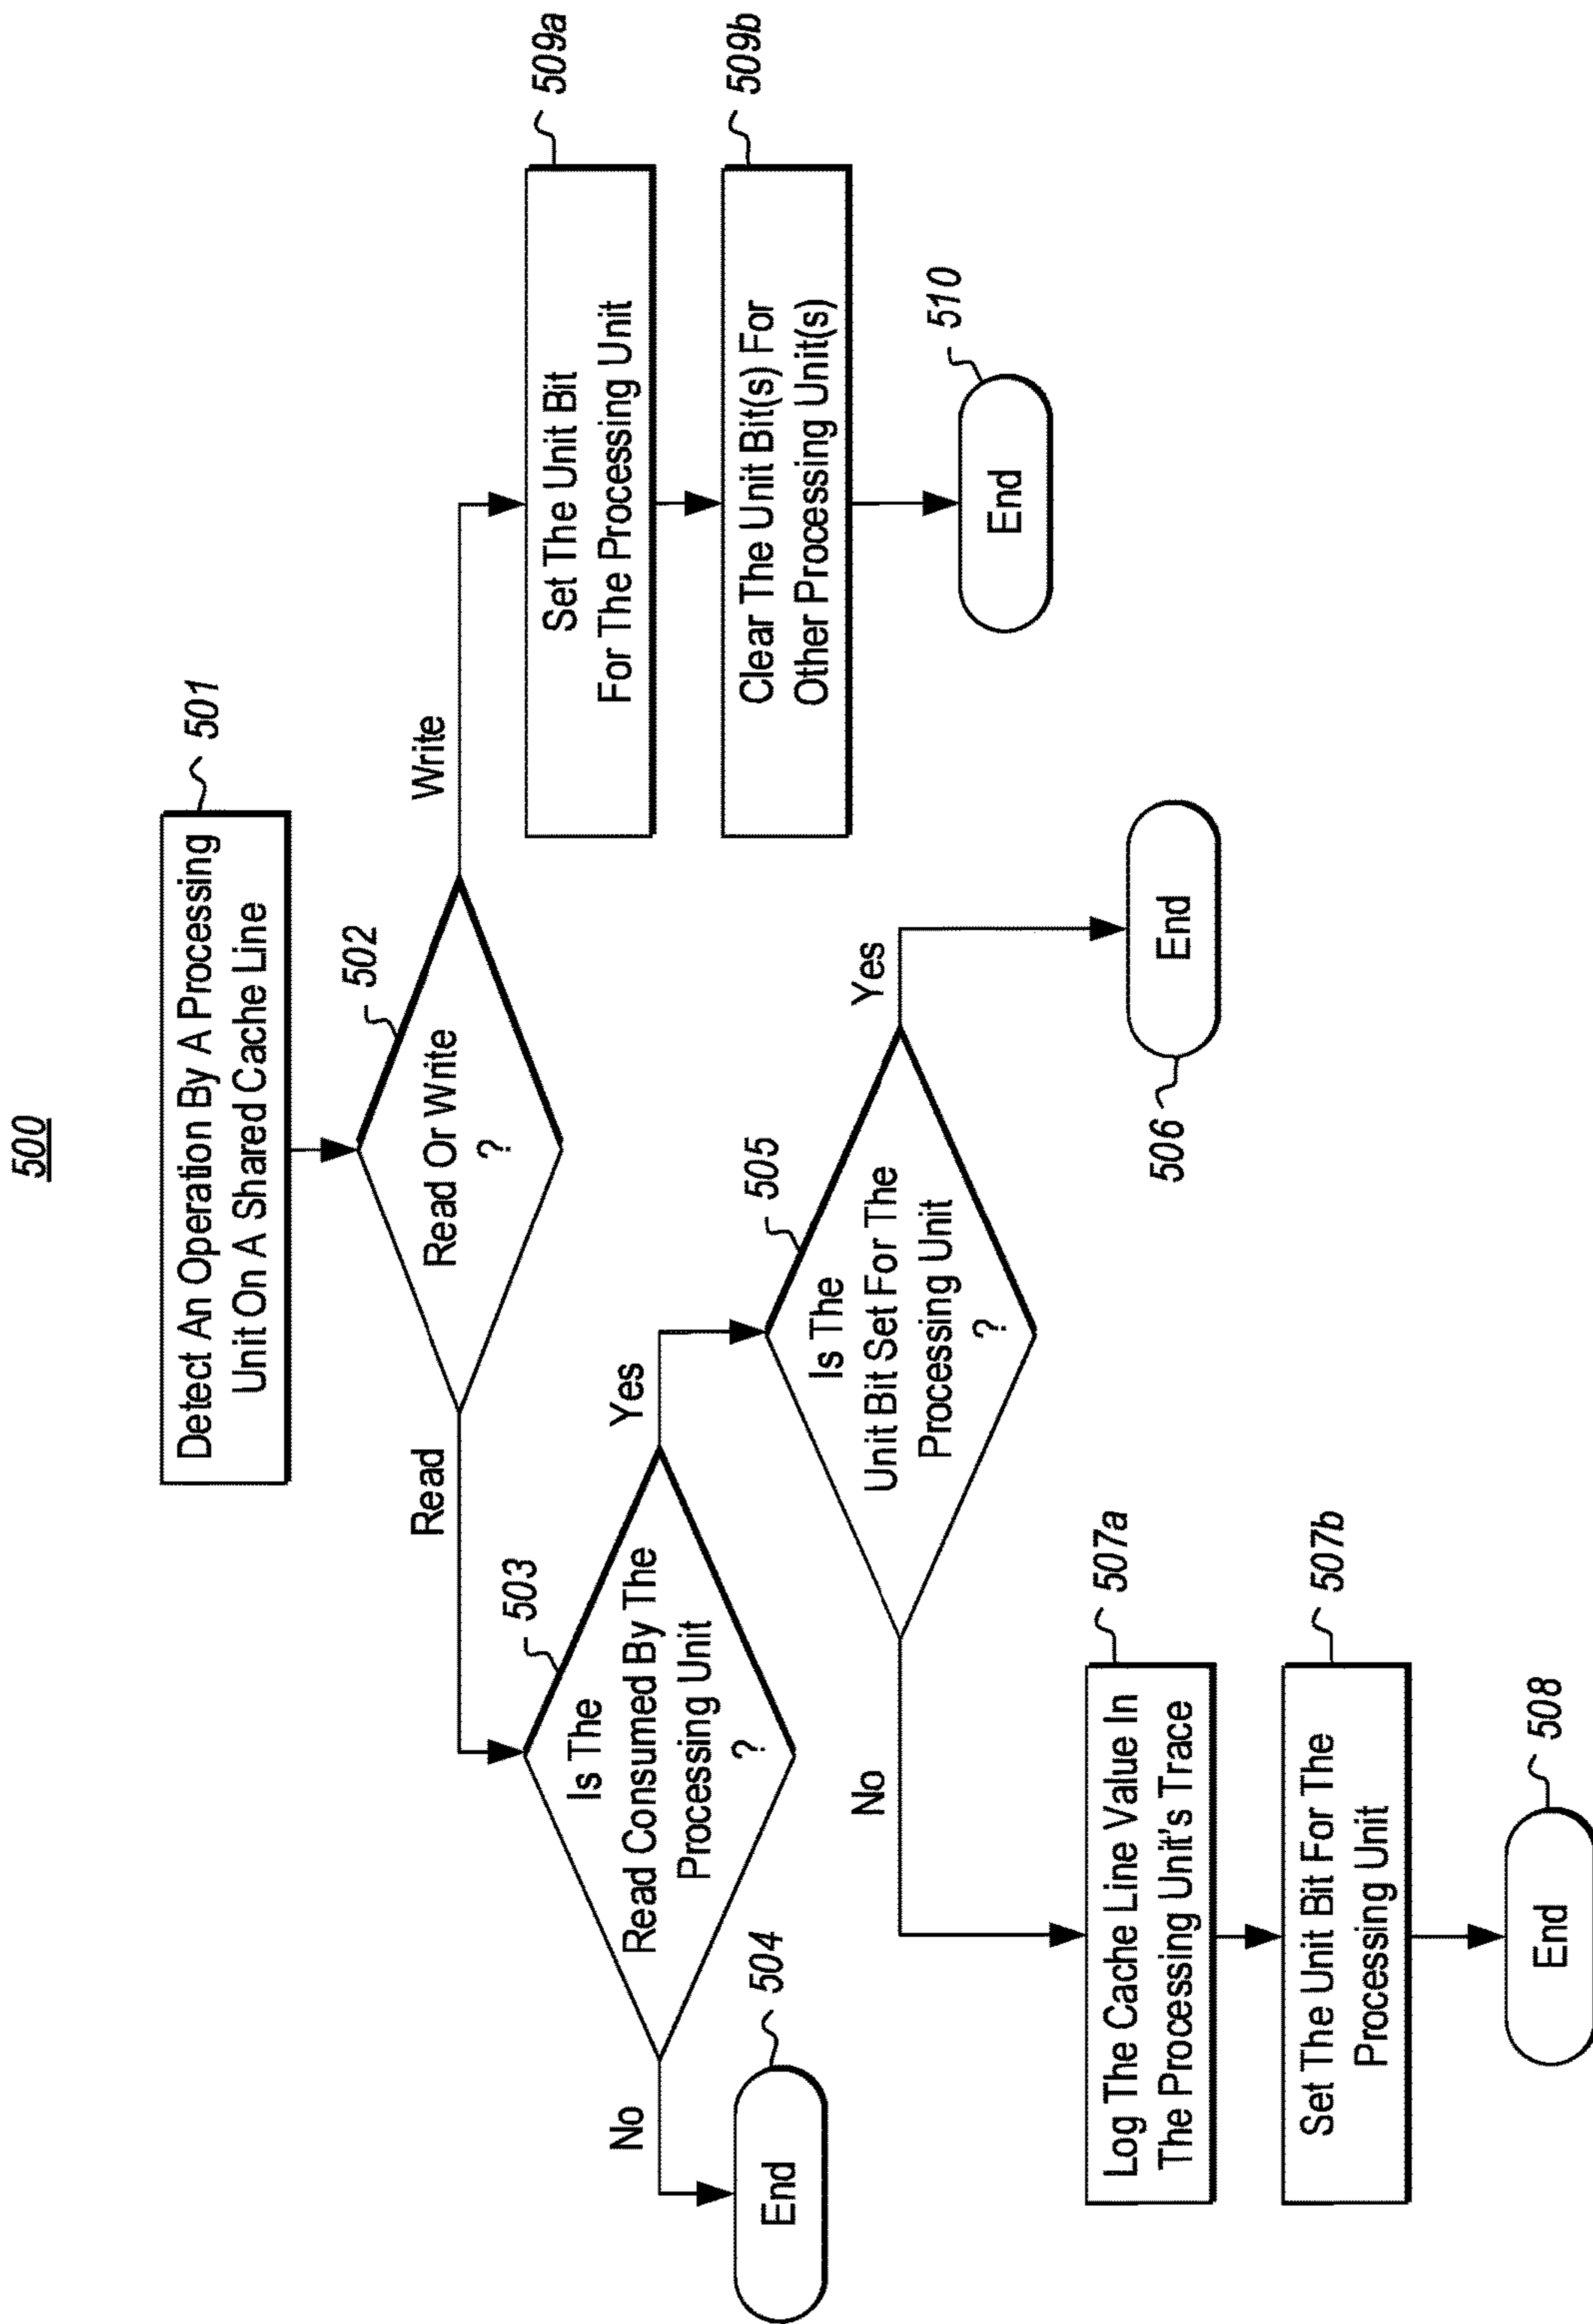 500
Detect An Operation By A Processing
Unit On A Shared Cache Line
501
Read Or Write
?
502
Read
Write
Is The
Read Consumed By The
Processing Unit
?
503
No
Yes
End
504
Is The
Unit Bit Set For The
Processing Unit
?
505
No
Yes
End
506
Log The Cache Line Value In
The Processing Unit's Trace
507a
Set The Unit Bit For The
Processing Unit
507b
End
508
Set The Unit Bit
For The Processing Unit
509a
Clear The Unit Bit(s) For
Other Processing Unit(s)
509b
End
510